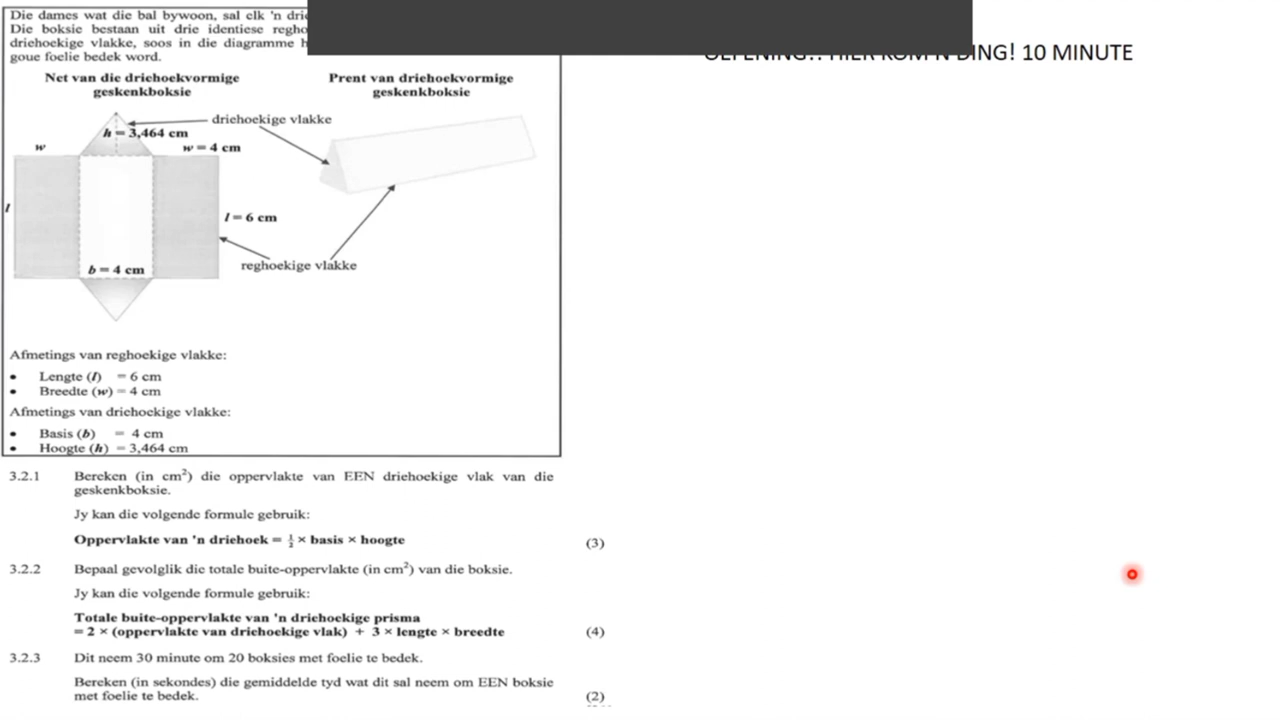 Die dames wat die bal bywoon, sal elk 'n
Die boksie bestaan uit drie identiese
driehoekige vlakke, soos in die diagramme
goue foelie bedek word.
MINUTE 10 DING!
Net van die driehoekvormige
geskenkboksie
Prent van driehoekvormige
geskenkboksie
driehoekige vlakke
h = 3,464 cm
w
w = 4 cm
l
l = 6 cm
b = 4 cm
reghoekige vlakke
Afmetings van reghoekige vlakke:
• Lengte (l) = 6 cm
• Breedte (w) = 4 cm
Afmetings van driehoekige vlakke:
• Basis (b) = 4 cm
• Hoogte (h) = 3,464 cm
3.2.1 Bereken (in cm²) die oppervlakte van EEN driehoekige vlak van die
geskenkboksie.
Jy kan die volgende formule gebruik:
Oppervlakte van 'n driehoek = ½ × basis × hoogte (3)
3.2.2 Bepaal gevolglik die totale buite-oppervlakte (in cm²) van die boksie.
Jy kan die volgende formule gebruik:
Totale buite-oppervlakte van 'n driehoekige prisma
= 2 × (oppervlakte van driehoekige vlak) + 3 × lengte × breedte (4)
3.2.3 Dit neem 30 minute om 20 boksies met foelie te bedek.
Bereken (in sekondes) die gemiddelde tyd wat dit sal neem om EEN boksie
met foelie te bedek. (2)